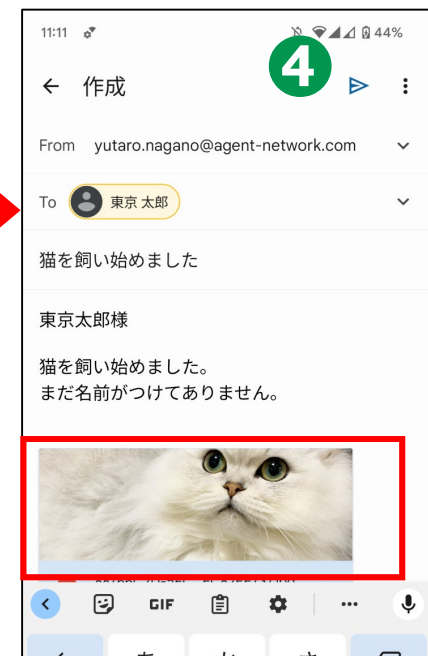 11:11
44%
4
作成
From yutaro.nagano@agent-network.com
To 東京 太郎
猫を飼い始めました
東京太郎様
猫を飼い始めました。
まだ名前がつけてありません。
GIF